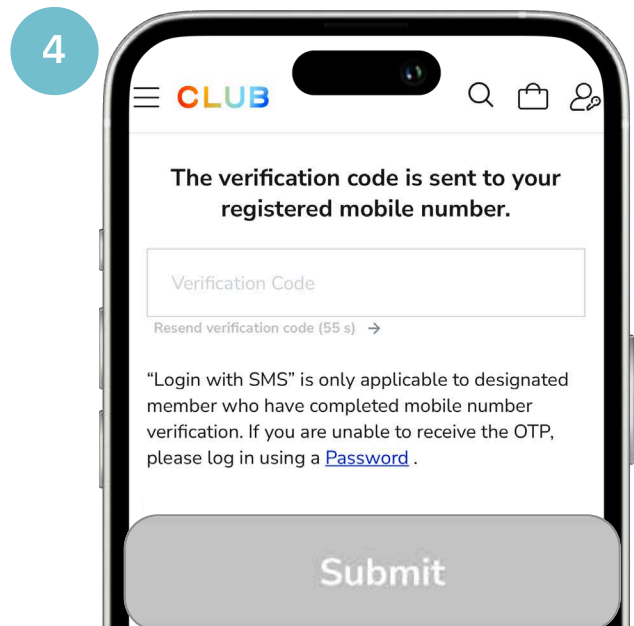 4
CLUB
The verification code is sent to your
registered mobile number.
Verification Code
Resend verification code (55 s) →
“Login with SMS” is only applicable to designated
member who have completed mobile number
verification. If you are unable to receive the OTP,
please log in using a Password .
Submit